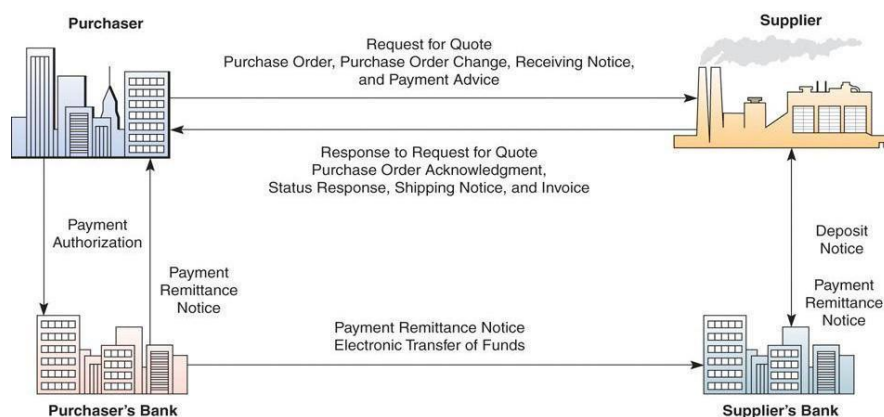 Purchaser
Supplier
Request for Quote
Purchase Order, Purchase Order Change, Receiving Notice,
and Payment Advice
Response to Request for Quote
Purchase Order Acknowledgment,
Status Response, Shipping Notice, and Invoice
Payment
Authorization
Payment
Remittance
Notice
Deposit
Notice
Payment
Remittance
Notice
Payment Remittance Notice
Electronic Transfer of Funds
Purchaser's Bank
Supplier's Bank